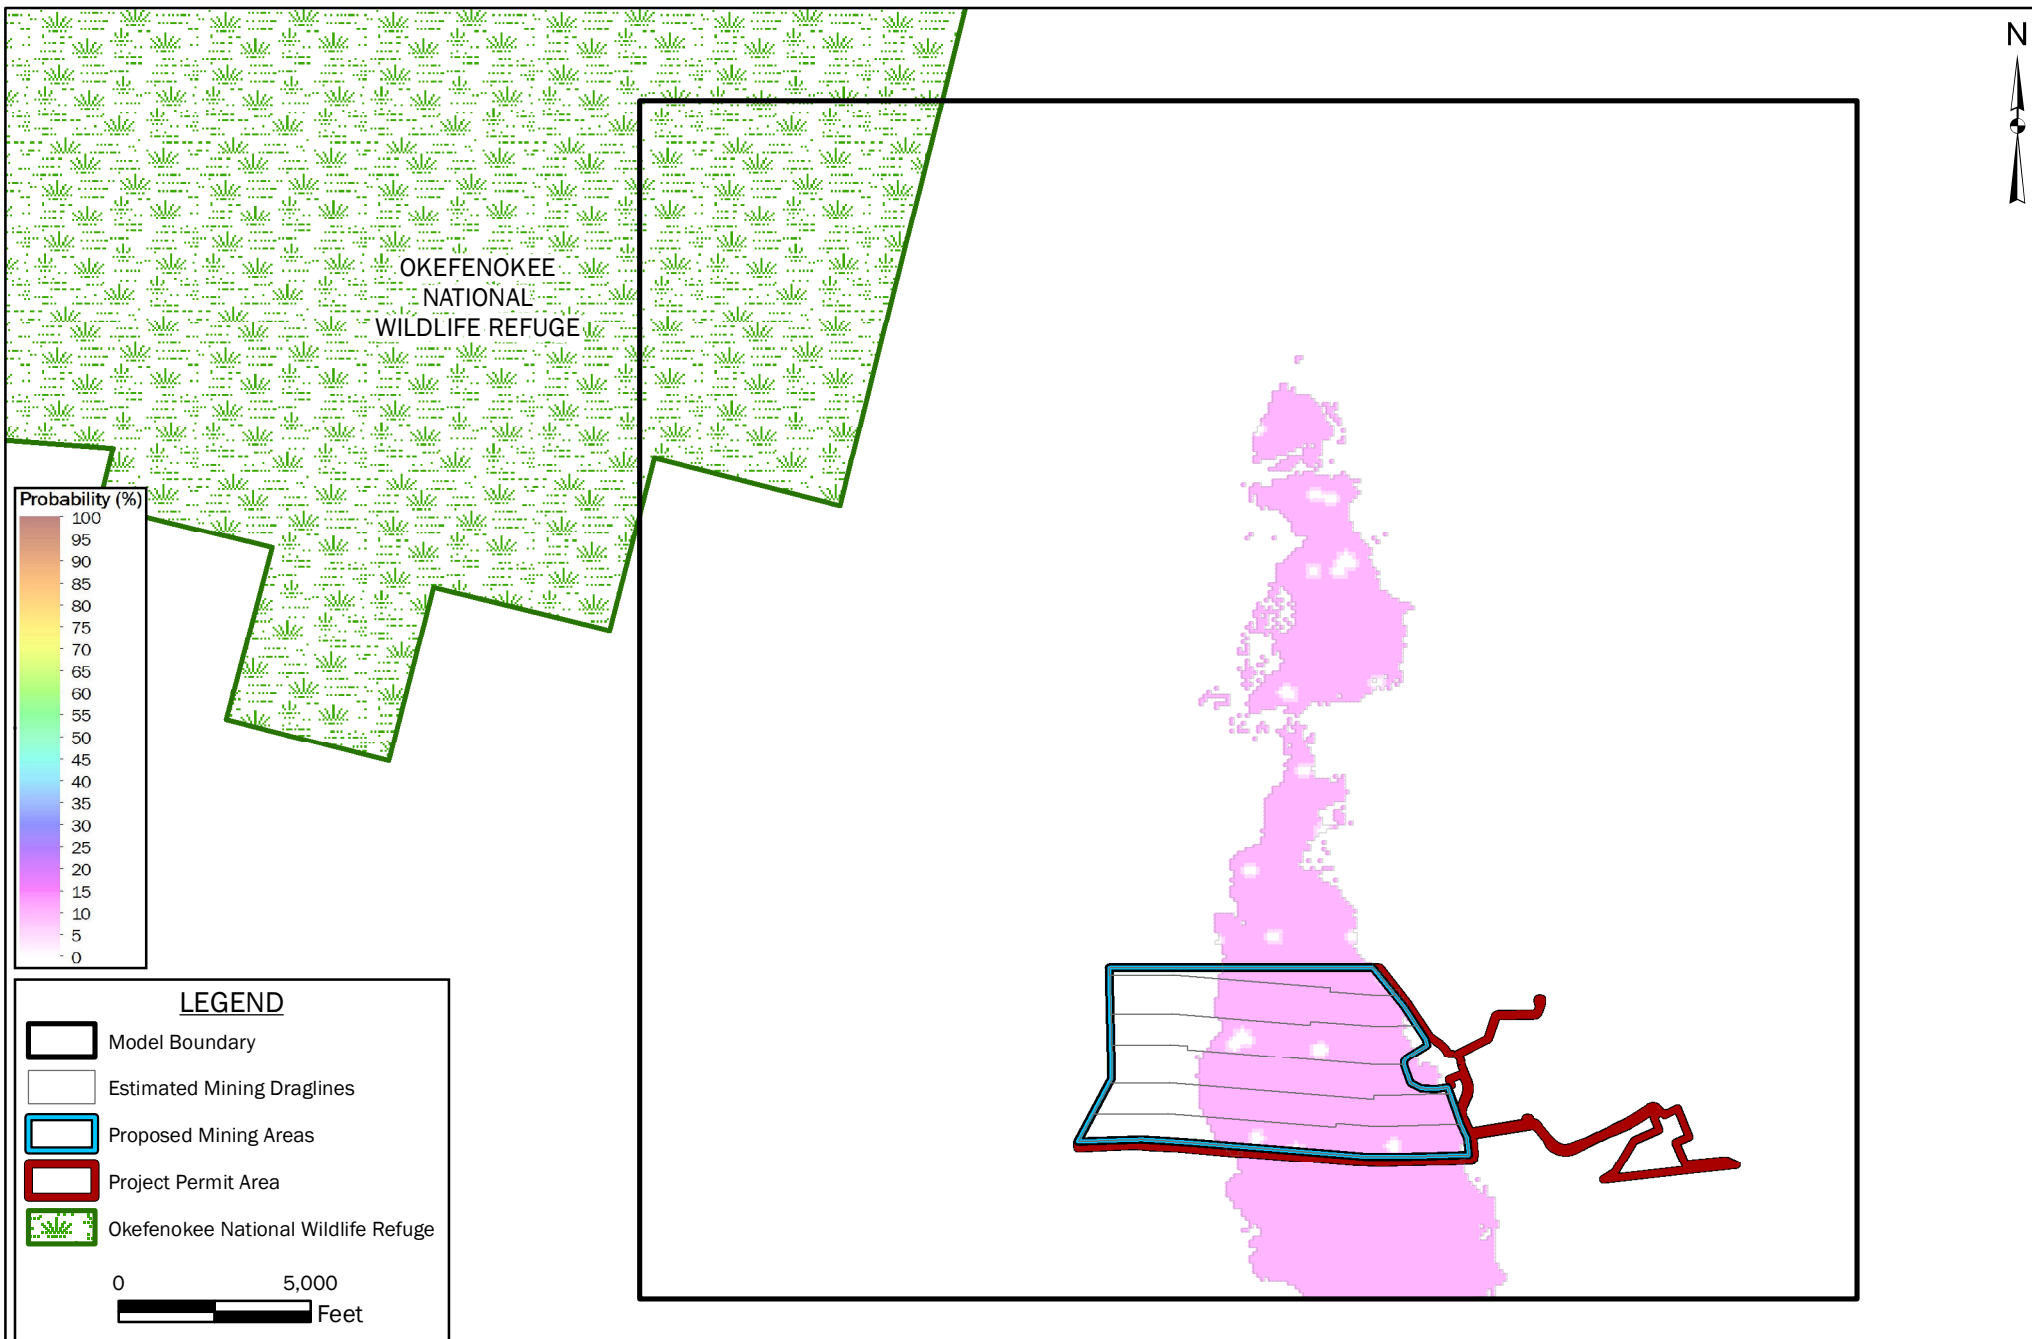 N
OKEFENOKEE
NATIONAL
WILDLIFE REFUGE
Probability (%)
100
95
90
85
80
75
70
65
60
55
50
45
40
35
30
25
20
15
10
5
0
LEGEND
Model Boundary
Estimated Mining Draglines
Proposed Mining Areas
Project Permit Area
Okefenokee National Wildlife Refuge
0 5,000
Feet